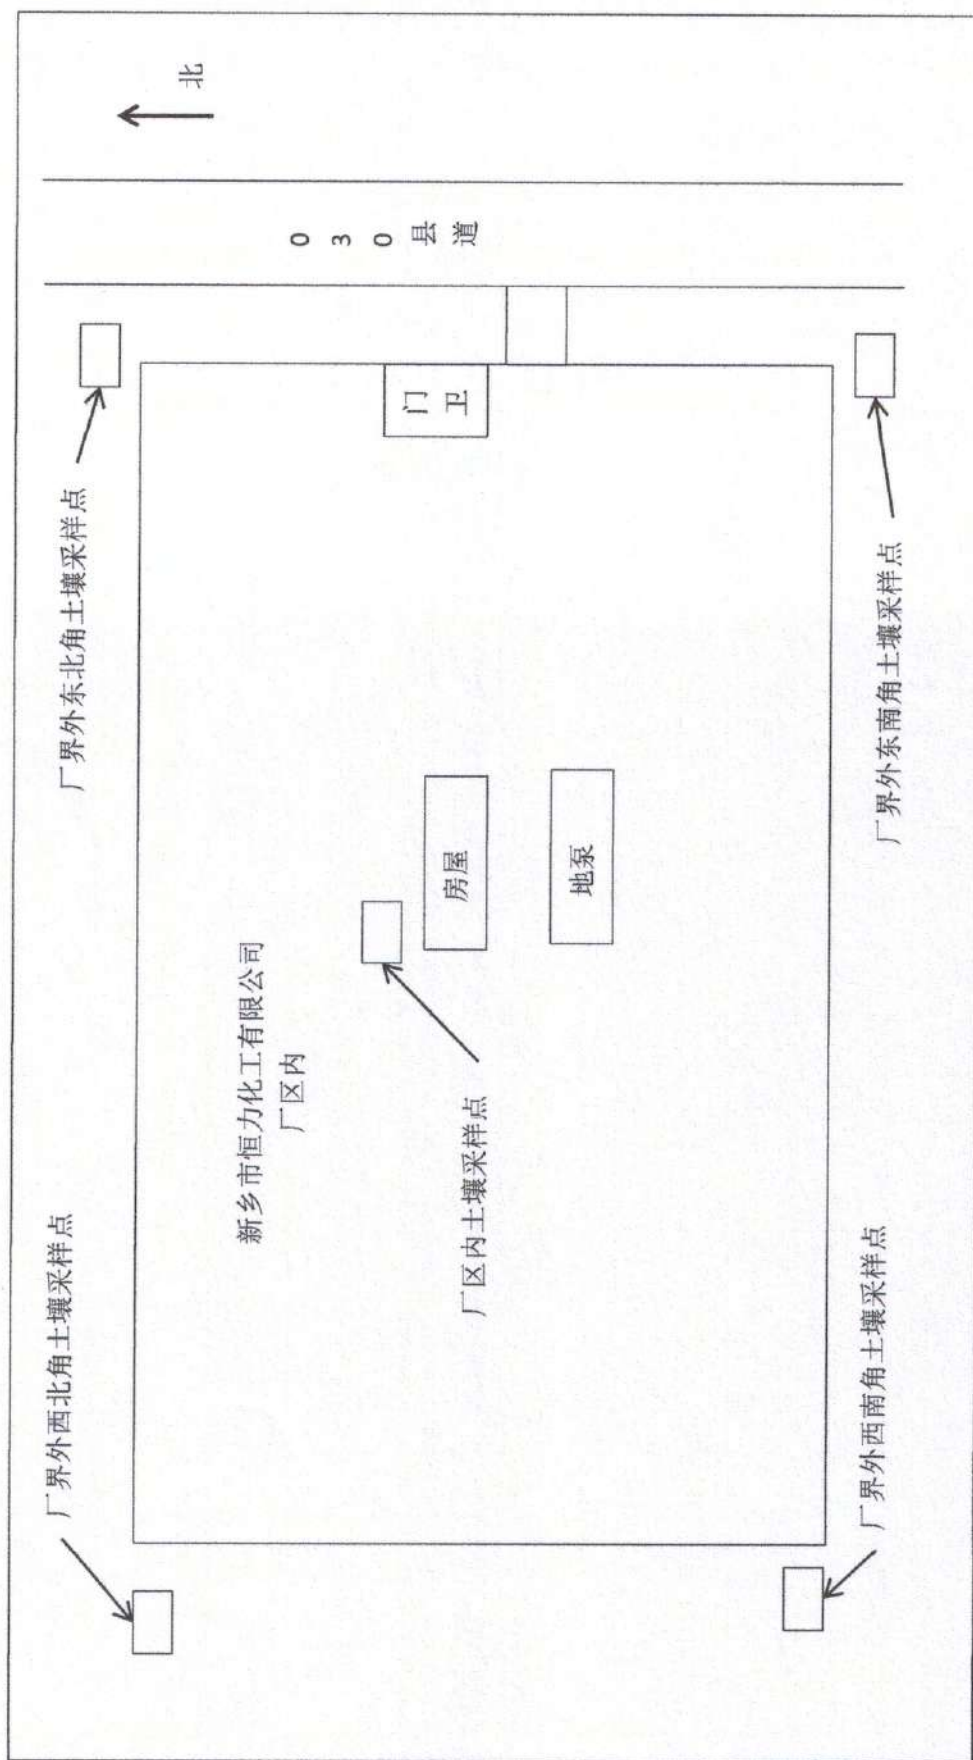 北
厂界外西北角土壤采样点
厂界外东北角土壤采样点
新乡市恒力化工有限公司
厂区内
030县道
门卫
房屋
厂区内土壤采样点
地泵
厂界外西南角土壤采样点
厂界外东南角土壤采样点